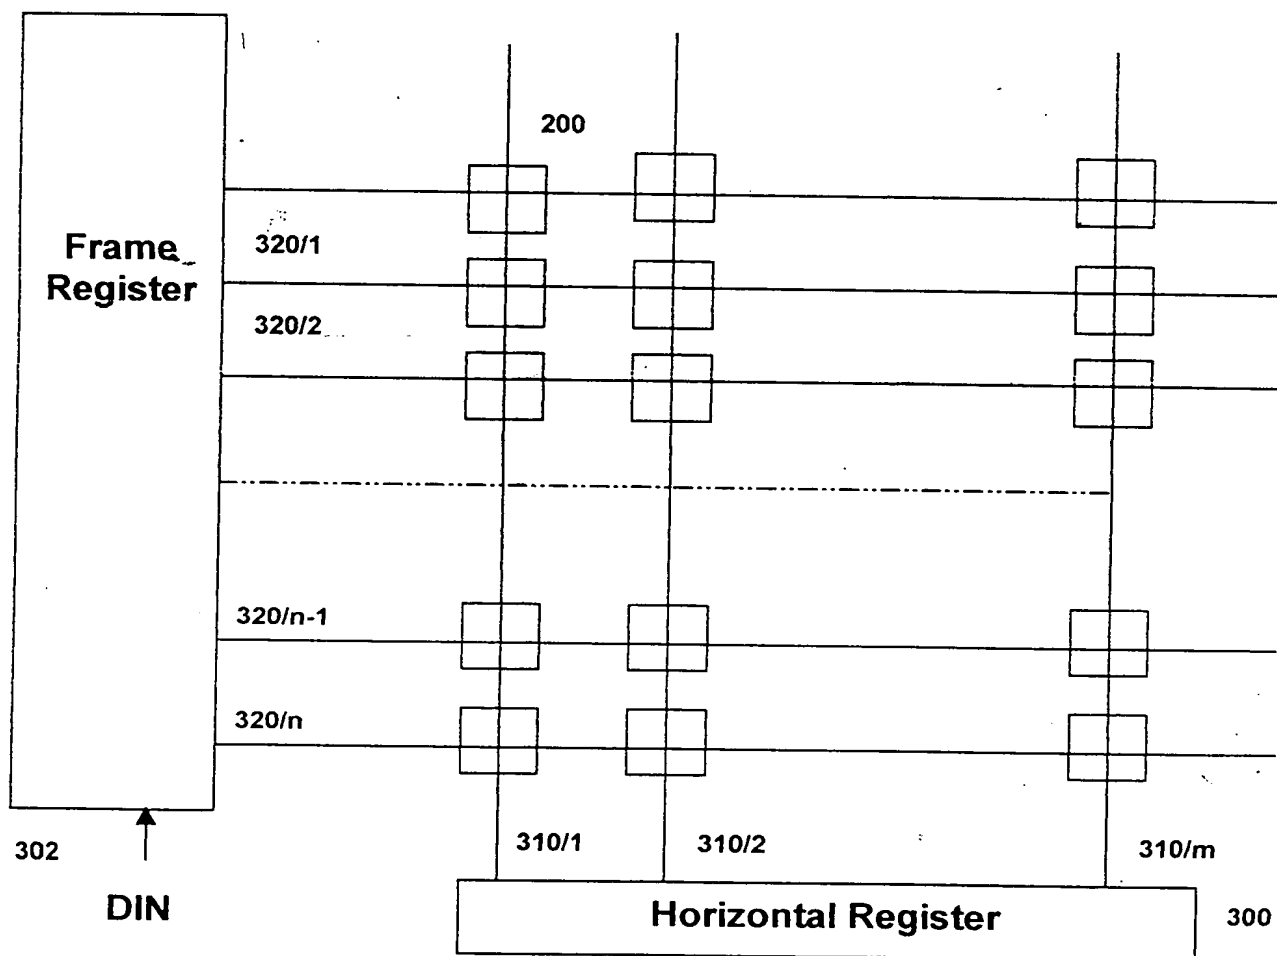 200
Frame
Register
320/1
320/2
320/n-1
320/n
302
DIN
310/1
310/2
310/m
Horizontal Register
300